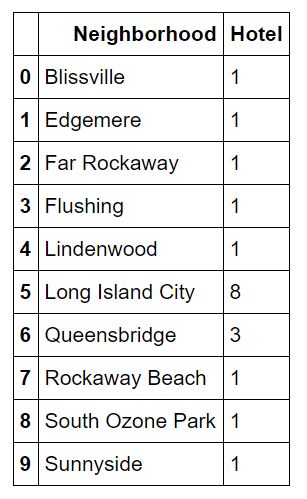 Neighborhood Hotel
0 Blissville 1
1 Edgemere 1
2 Far Rockaway 1
3 Flushing 1
4 Lindenwood 1
5 Long Island City 8
6 Queensbridge 3
7 Rockaway Beach 1
8 South Ozone Park 1
9 Sunnyside 1